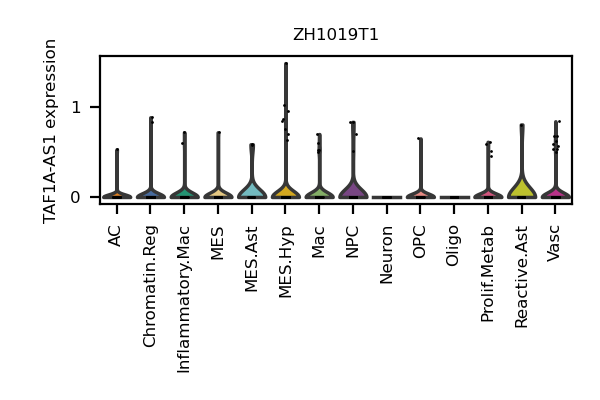 ZH1019T1
TAF1A-AS1 expression
1
0
AC
Chromatin.Reg
Inflammatory.Mac
MES
MES.Ast
MES.Hyp
Mac
NPC
Neuron
OPC
Oligo
Prolif.Metab
Reactive.Ast
Vasc